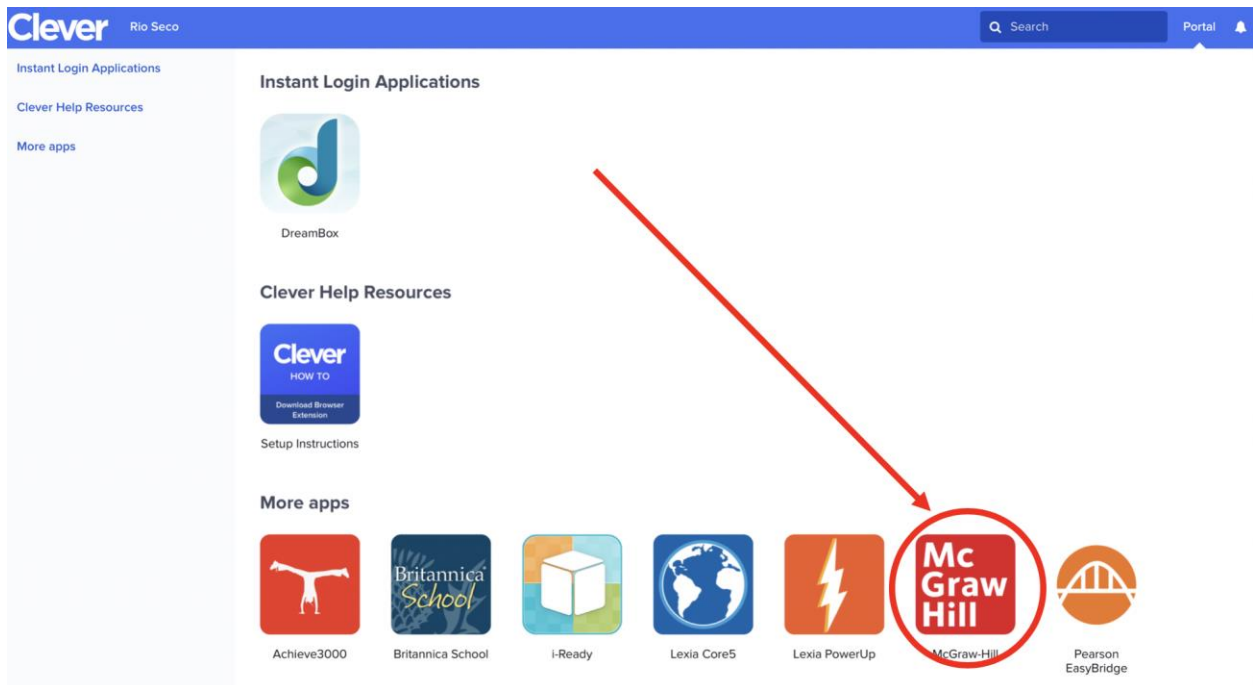 Clever Rio Seco Search Portal
Instant Login Applications
Clever Help Resources
More apps
Instant Login Applications
DreamBox
Clever Help Resources
Clever
HOW TO
Download Browser
Extension
Setup Instructions
More apps
Britannica
School
Mc
Graw
Hill
Achieve3000 Britannica School i-Ready Lexia Core5 Lexia PowerUp McGraw-Hill Pearson
EasyBridge